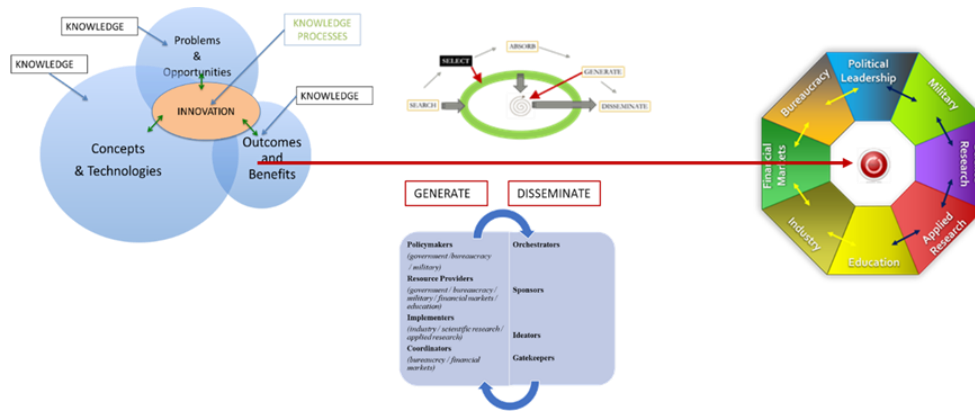 KNOWLEDGE
KNOWLEDGE
PROCESSES
Problems
&
Opportunities
KNOWLEDGE
INNOVATION
KNOWLEDGE
Concepts
& Technologies
Outcomes
and
Benefits
ABSORB
SELECT
GENERATE
SEARCH
DISSEMINATE
GENERATE
DISSEMINATE
Policymakers
(government /bureaucracy
/ military)
Orchestrators
Resource Providers
(government / bureaucracy /
military / financial markets /
education)
Sponsors
Implementers
(industry / scientific research /
applied research)
Ideators
Coordinators
(bureaucrcy / financial
markets)
Gatekeepers
Political
Leadership
Military
Research
Applied
Research
Education
Industry
Financial
Markets
Bureaucracy